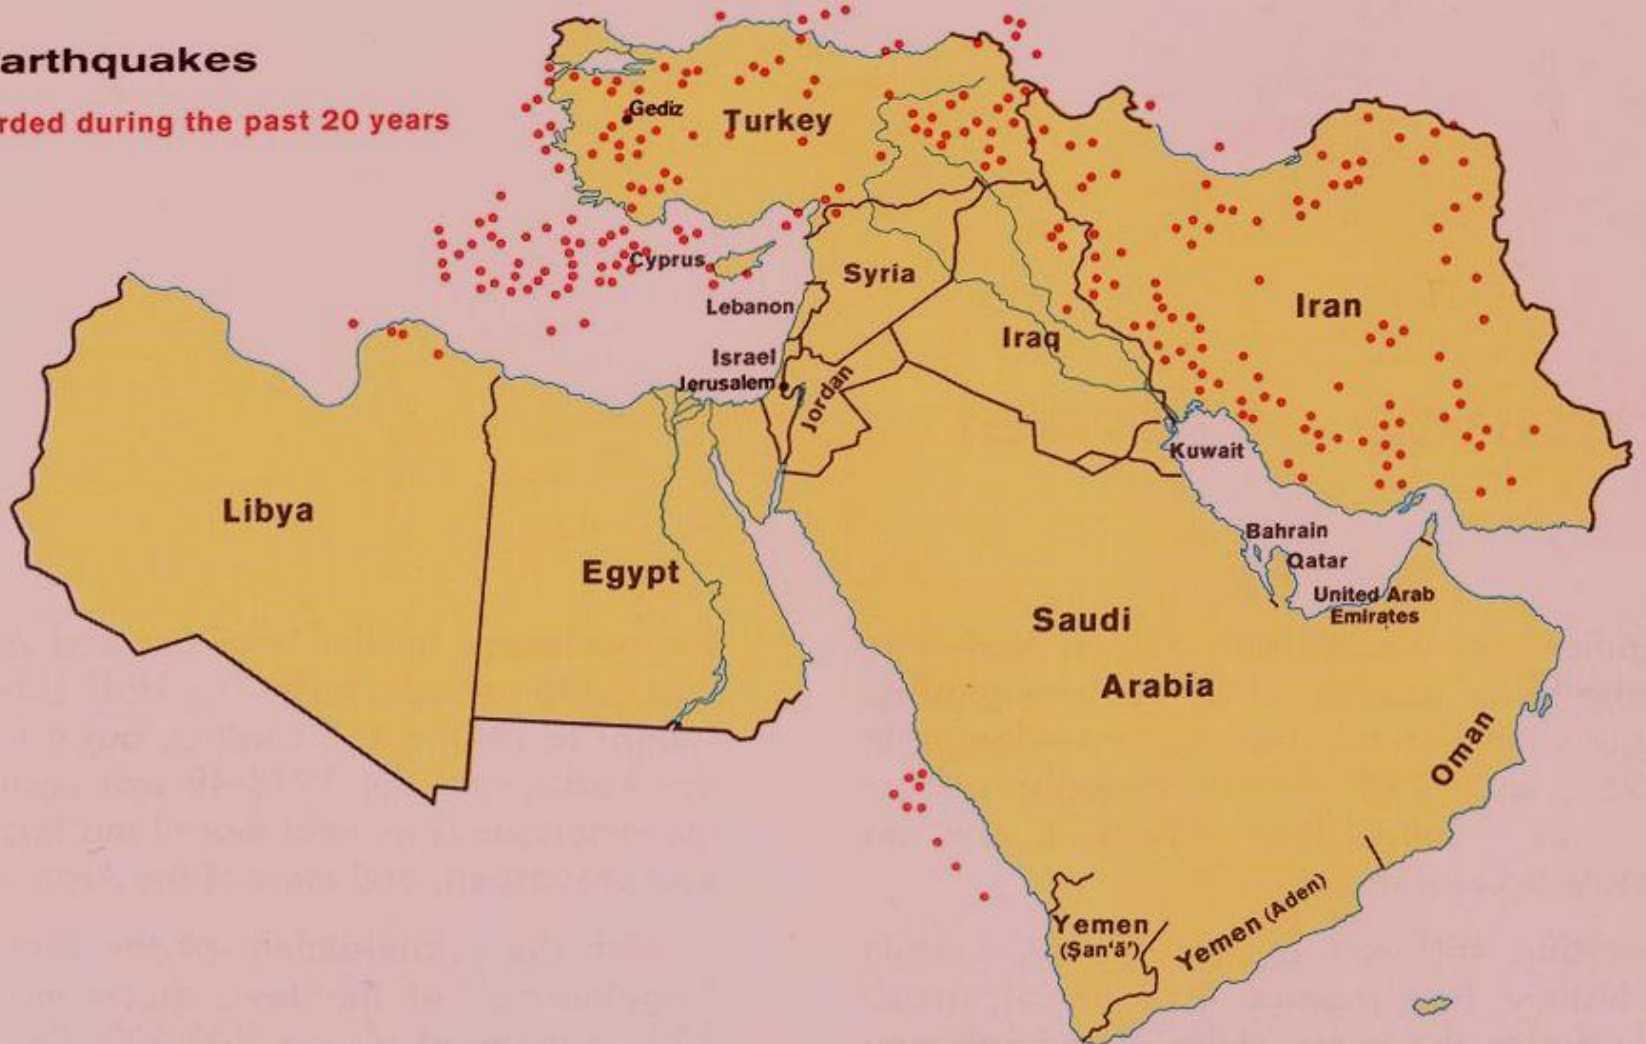 arthquakes
rded during the past 20 years
Gediz
Turkey
Cyprus
Syria
Lebanon
Iran
Iraq
Israel
Jerusalem
Jordan
Kuwait
Libya
Bahrain
Qatar
Egypt
United Arab
Emirates
Saudi
Arabia
Oman
Yemen
(Ṣan'ā')
Yemen (Aden)